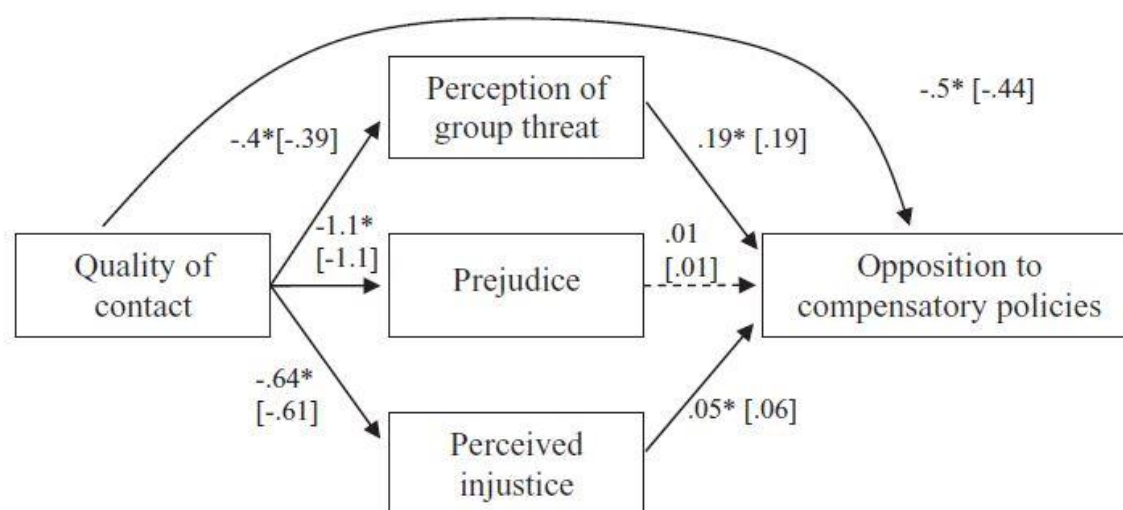 -.5* [-.44]
Perception of
group threat
-.4*[-.39]
.19* [.19]
-1.1*
[-1.1]
.01
[.01]
Quality of
contact
Prejudice
Opposition to
compensatory policies
-.64*
[-.61]
.05* [.06]
Perceived
injustice